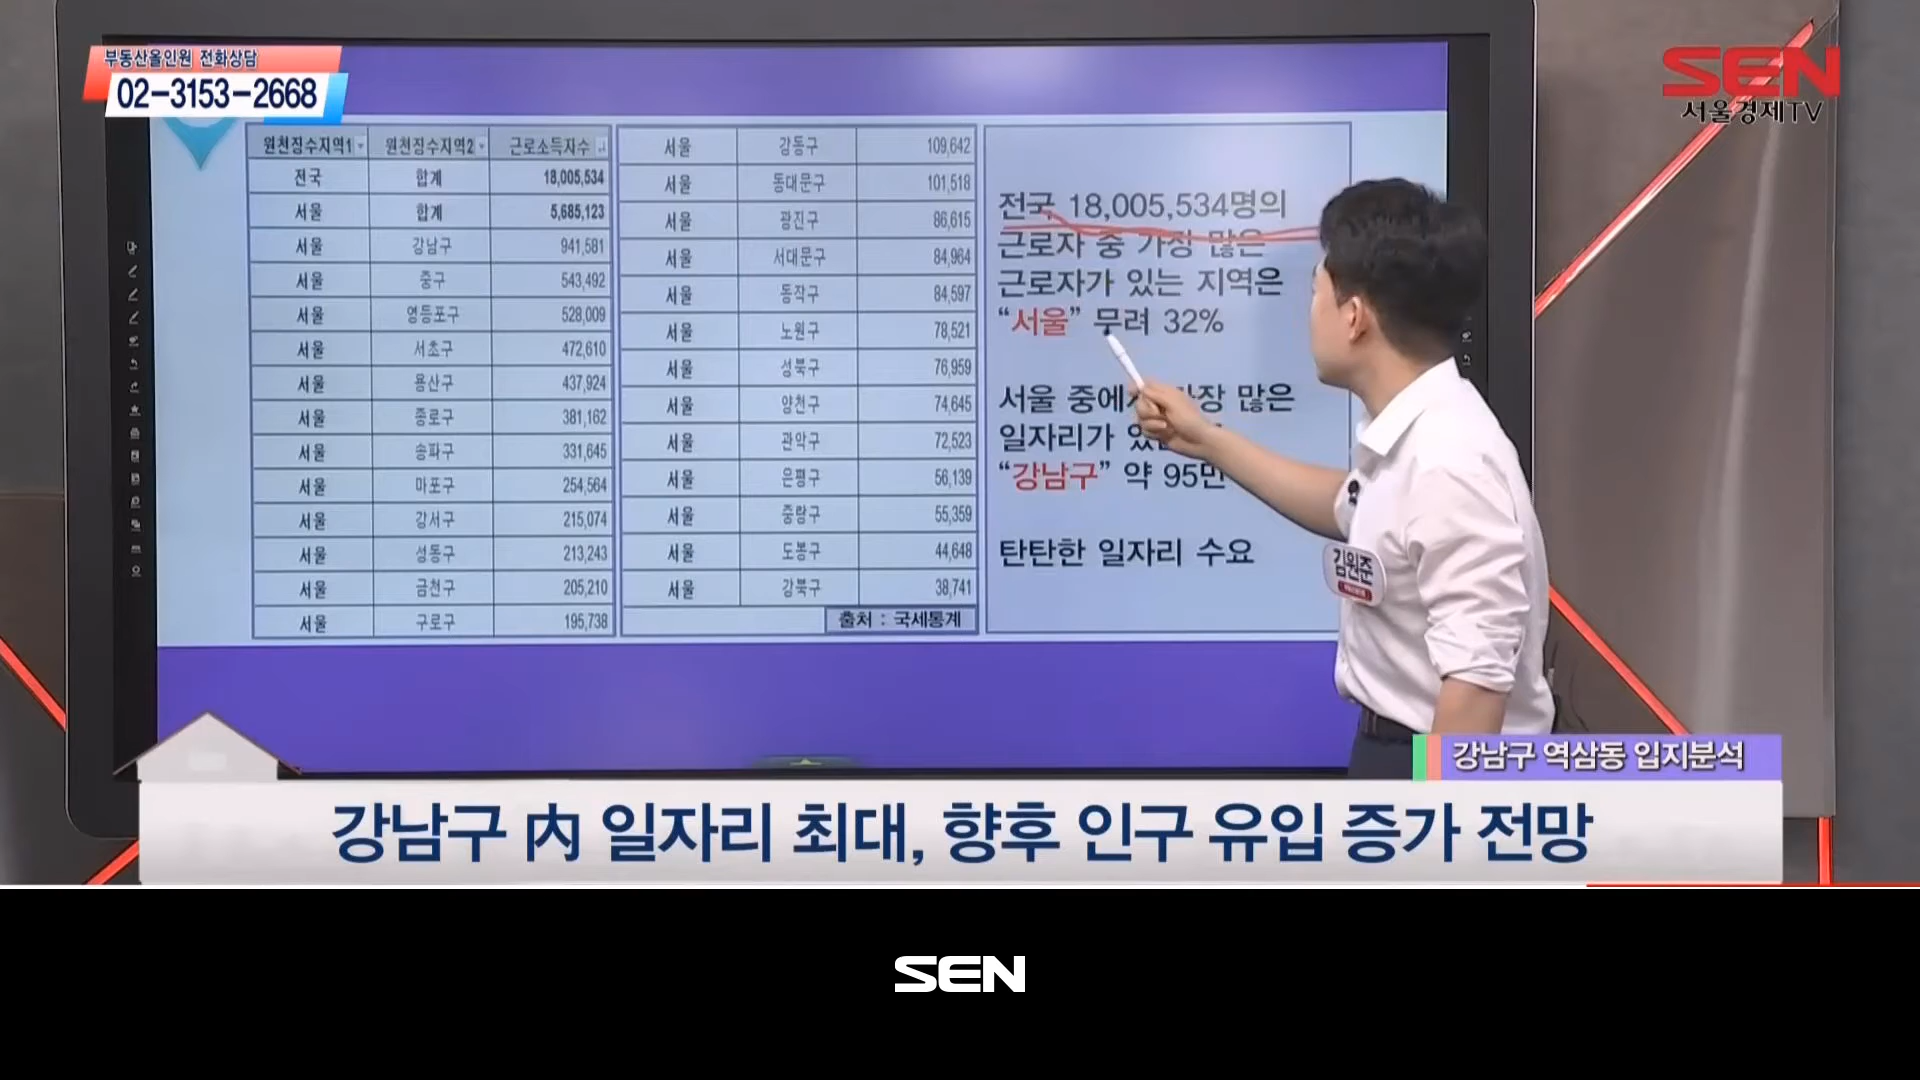 부동산올인원 전화상담
02-3153-2668
SEN
서울경제TV
원천징수지역1 원천징수지역2 근로소득자수
전국 합계 18,005,534
서울 합계 5,685,123
서울 강남구 941,581
서울 중구 543,492
서울 영등포구 528,009
서울 서초구 472,610
서울 용산구 437,924
서울 종로구 381,162
서울 송파구 331,645
서울 마포구 254,564
서울 강서구 215,074
서울 성동구 213,243
서울 금천구 205,210
서울 구로구 195,738
서울 강동구 109,642
서울 동대문구 101,518
서울 광진구 86,615
서울 서대문구 84,964
서울 동작구 84,597
서울 노원구 78,521
서울 성북구 76,959
서울 양천구 74,645
서울 관악구 72,523
서울 은평구 56,139
서울 중랑구 55,359
서울 도봉구 44,648
서울 강북구 38,741
출처 : 국세통계
전국 18,005,534명의
근로자 중 가장 많은
근로자가 있는 지역은
“서울” 무려 32%
서울 중에서 가장 많은
일자리가
“강남구” 약 95만
탄탄한 일자리 수요
김원준
강남구 역삼동 입지분석
강남구 內 일자리 최대, 향후 인구 유입 증가 전망
SEN